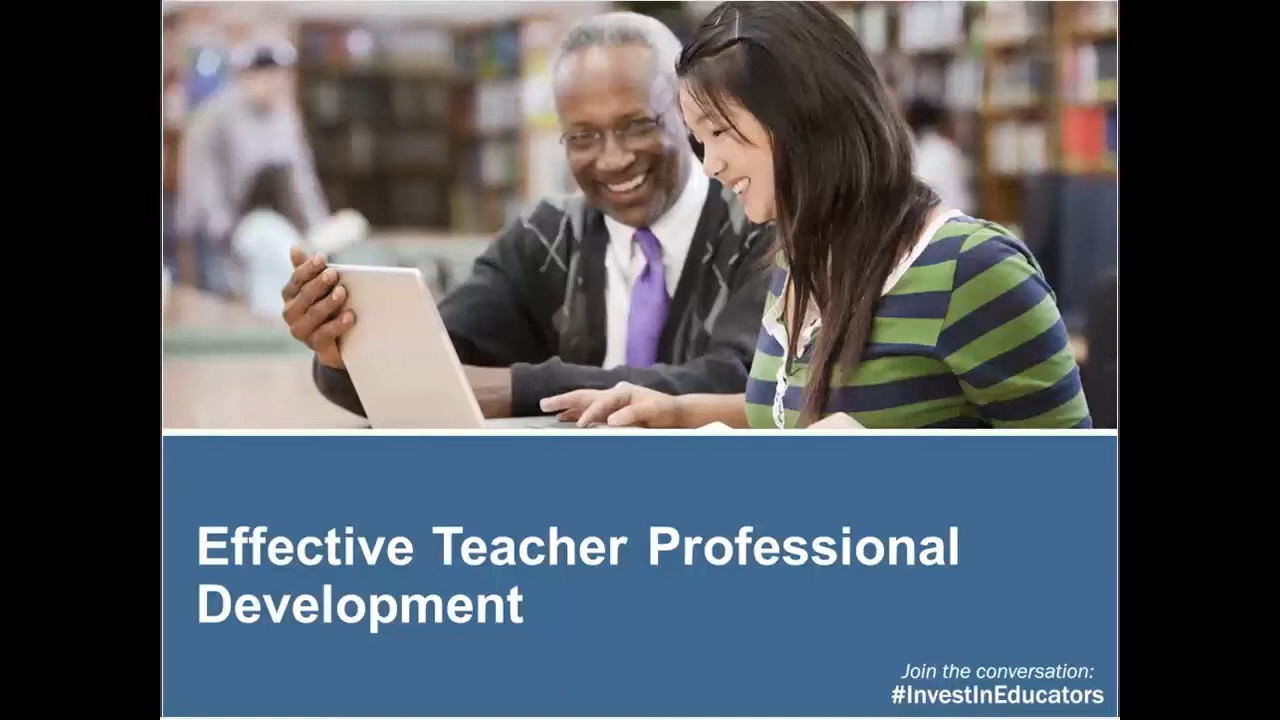 Effective Teacher Professional
Development
Join the conversation:
#InvestInEducators